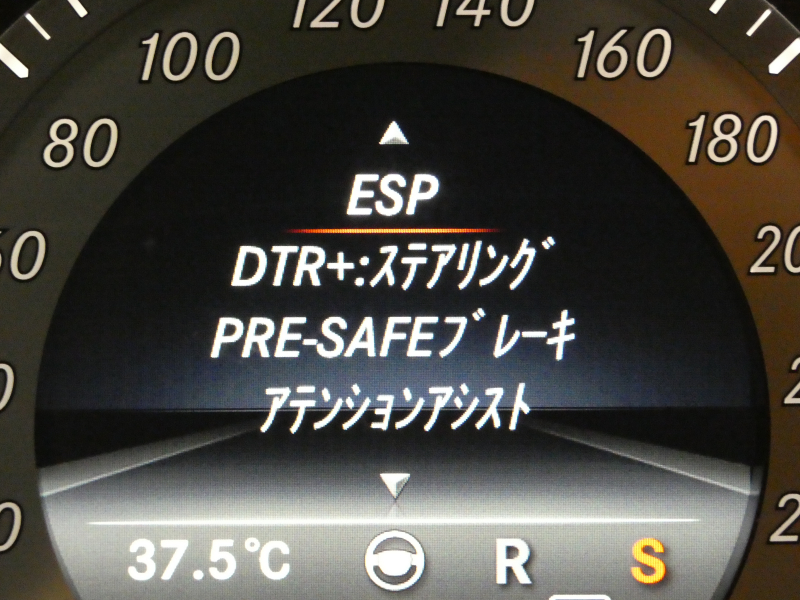 120 140
100 160
80 180
ESP
DTR+:ｽﾃｱﾘﾝｸﾞ
PRE-SAFEﾌﾞﾚｰｷ
ｱﾃﾝｼｮﾝｱｼｽﾄ
37.5℃ R S